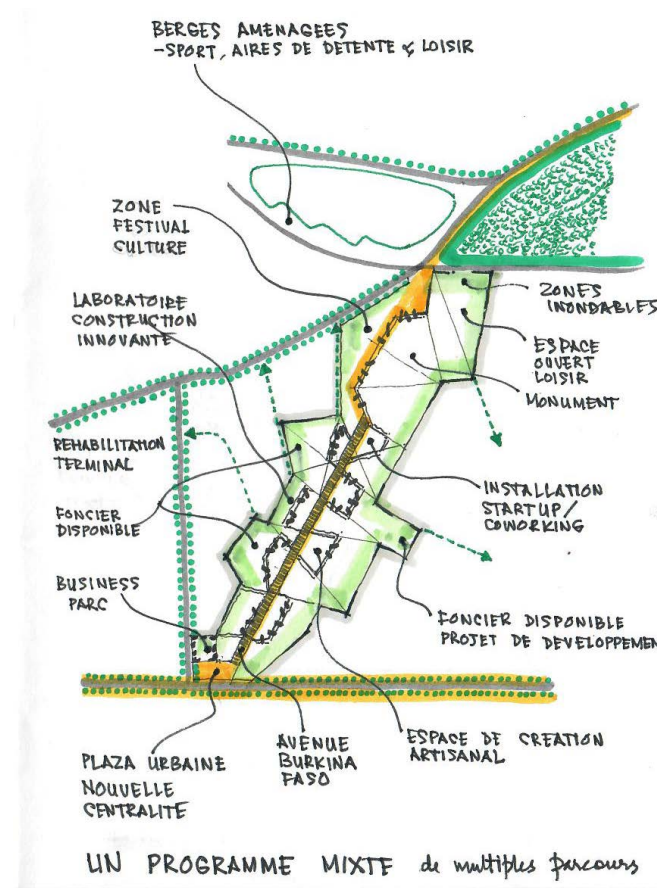 BERGES AMENAGEES
-SPORT, AIRES DE DETENTE & LOISIR
ZONE
FESTIVAL
CULTURE
LABORATOIRE
CONSTRUCTION
INNOVANTE
ZONES
INONDABLES
ESPACE
OUVERT
LOISIR
MONUMENT
REHABILITATION
TERMINAL
INSTALLATION
STARTUP/
COWORKING
FONCIER
DISPONIBLE
BUSINESS
PARC
FONCIER DISPONIBLE
PROJET DE DEVELOPPEMEN
PLAZA URBAINE
NOUVELLE
CENTRALITE
AVENUE
BURKINA
FASO
ESPACE DE CREATION
ARTISANAL
UN PROGRAMME MIXTE de multiples parcours